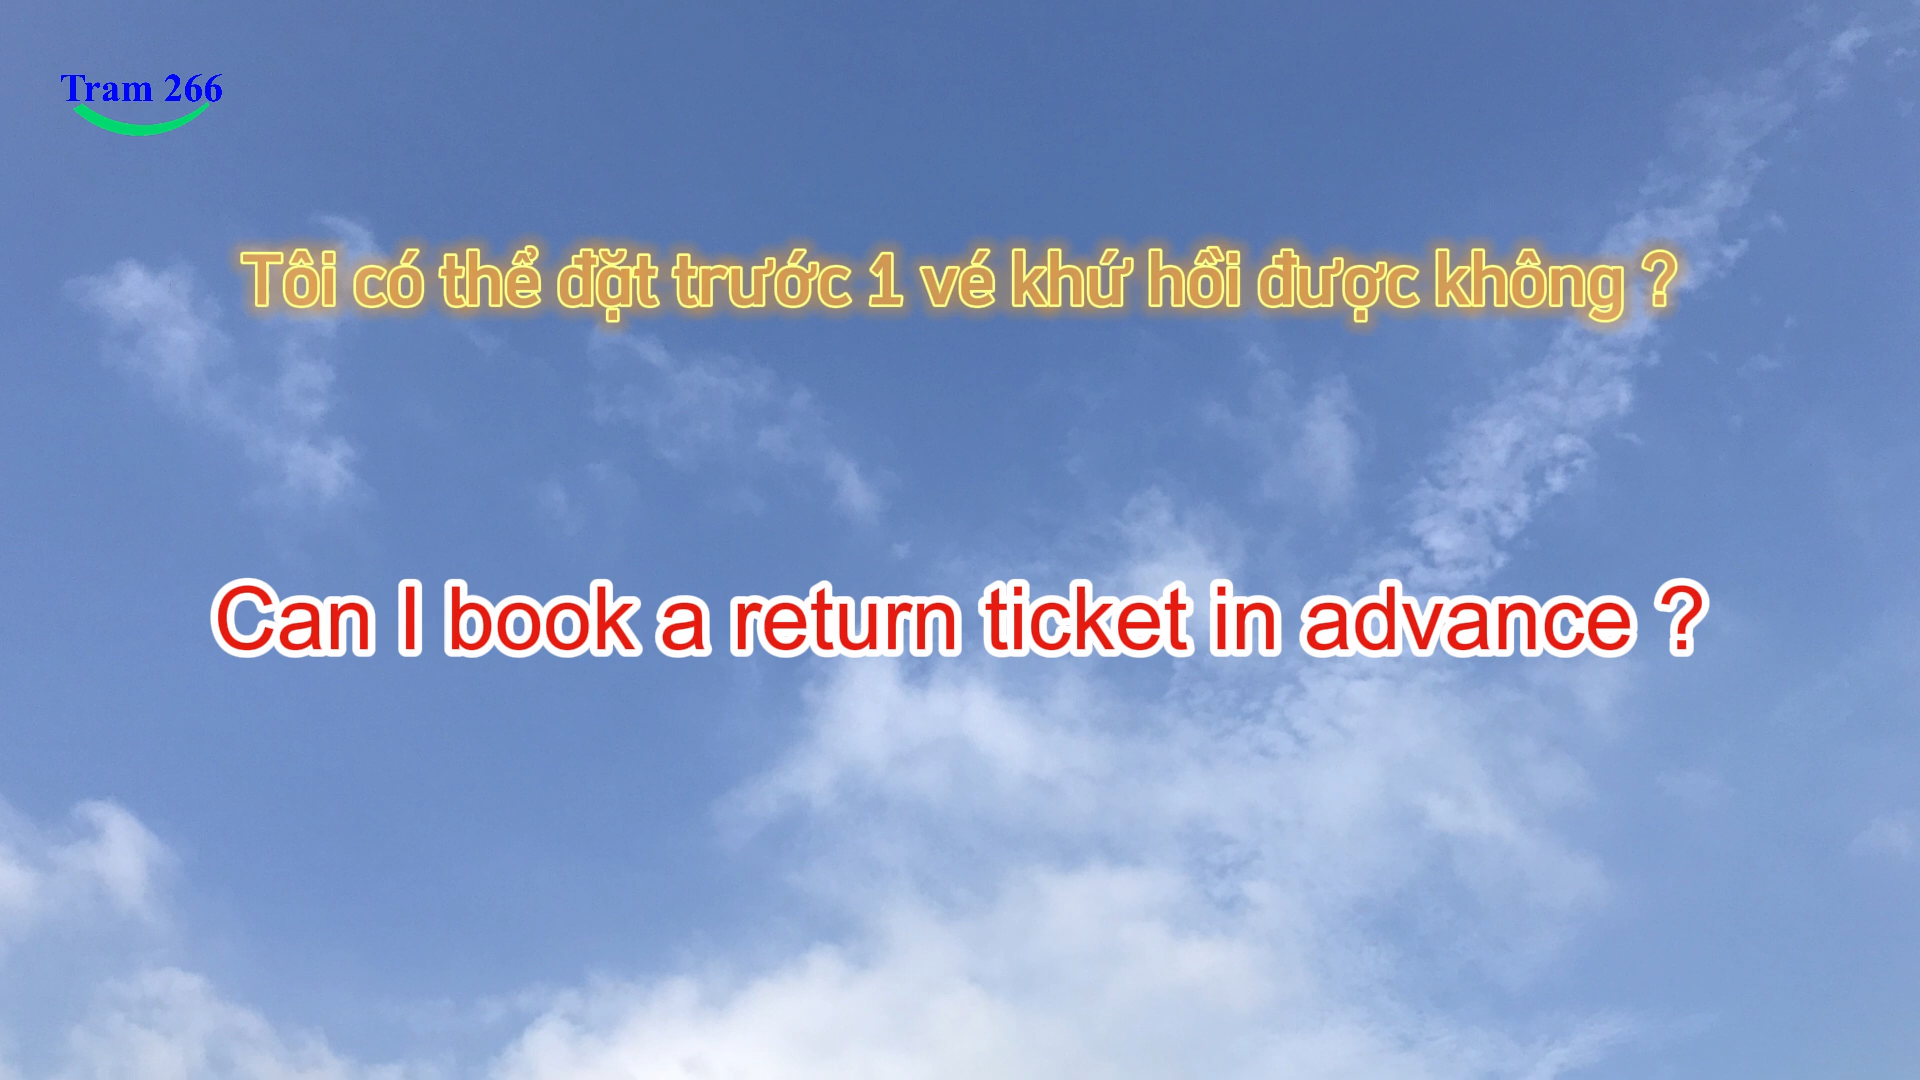 Tram 266
Tôi có thể đặt trước 1 vé khứ hồi được không ?
Can I book a return ticket in advance ?